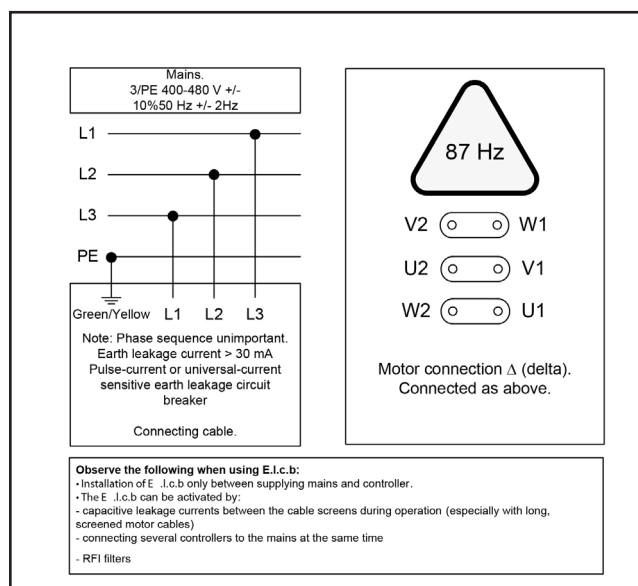 Mains.
3/PE 400-480 V +/-
10%50 Hz +/- 2Hz
L1
L2
L3
PE
Green/Yellow L1 L2 L3
Note: Phase sequence unimportant.
Earth leakage current > 30 mA
Pulse-current or universal-current
sensitive earth leakage circuit
breaker
Connecting cable.
87 Hz
V2 W1
U2 V1
W2 U1
Motor connection Δ (delta).
Connected as above.
Observe the following when using E.l.c.b:
• Installation of E .l.c.b only between supplying mains and controller.
• The E .l.c.b can be activated by:
- capacitive leakage currents between the cable screens during operation (especially with long,
screened motor cables)
- connecting several controllers to the mains at the same time
- RFI filters